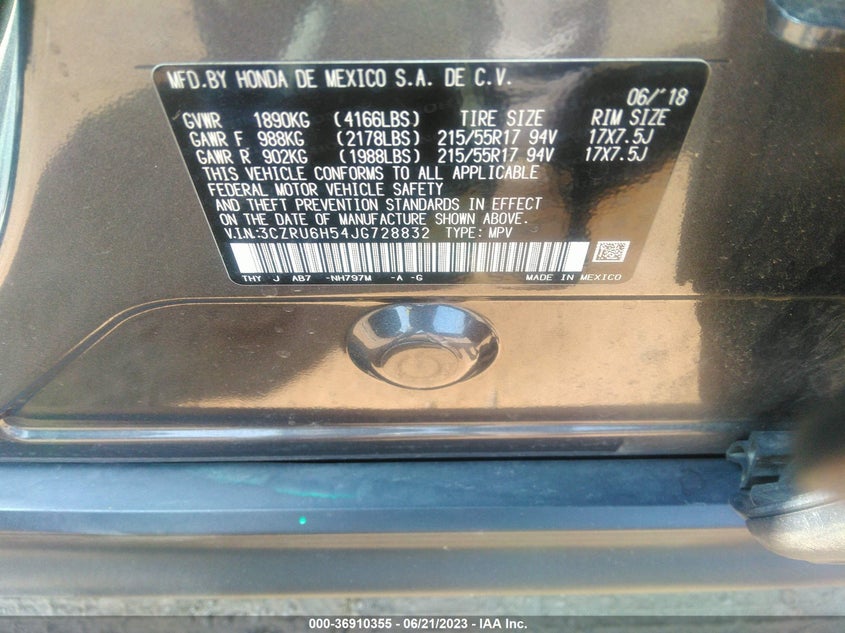 MFD.BY HONDA DE MEXICO S.A. DE C.V.
06/'18
GVWR 1890KG (4166LBS) TIRE SIZE RIM SIZE
GAWR F 988KG (2178LBS) 215/55R17 94V 17X7.5J
GAWR R 902KG (1988LBS) 215/55R17 94V 17X7.5J
THIS VEHICLE CONFORMS TO ALL APPLICABLE
FEDERAL MOTOR VEHICLE SAFETY
AND THEFT PREVENTION STANDARDS IN EFFECT
ON THE DATE OF MANUFACTURE SHOWN ABOVE.
V.I.N:3CZRU6H54JG728832 TYPE: MPV
THY J AB7 -NH797M -A -G MADE IN MEXICO
000-36910355 - 06/21/2023 - IAA Inc.